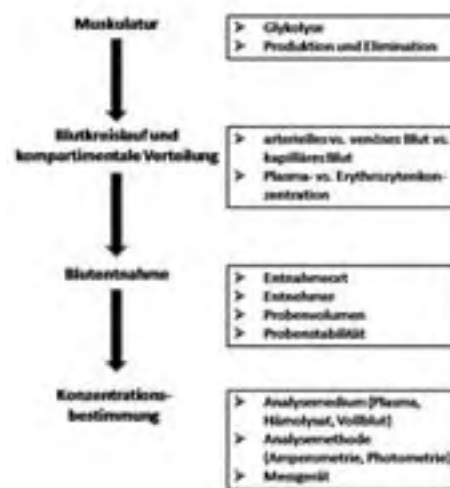 Muskulatur
➢ Glykolyse
➢ Produktion und Elimination
Blutkreislauf und
kompartimentale Verteilung
➢ arterielles vs. venöses Blut vs.
kapilläres Blut
➢ Plasma- vs. Erythrozytenkon-
zentration
Blutentnahme
➢ Entnahmeort
➢ Entnehmer
➢ Probenvolumen
➢ Probenstabilität
Konzentrations-
bestimmung
➢ Analysemedium (Plasma,
Hämolysat, Vollblut)
➢ Analysemethode
(Amperometrie, Photometrie)
➢ Messgerät